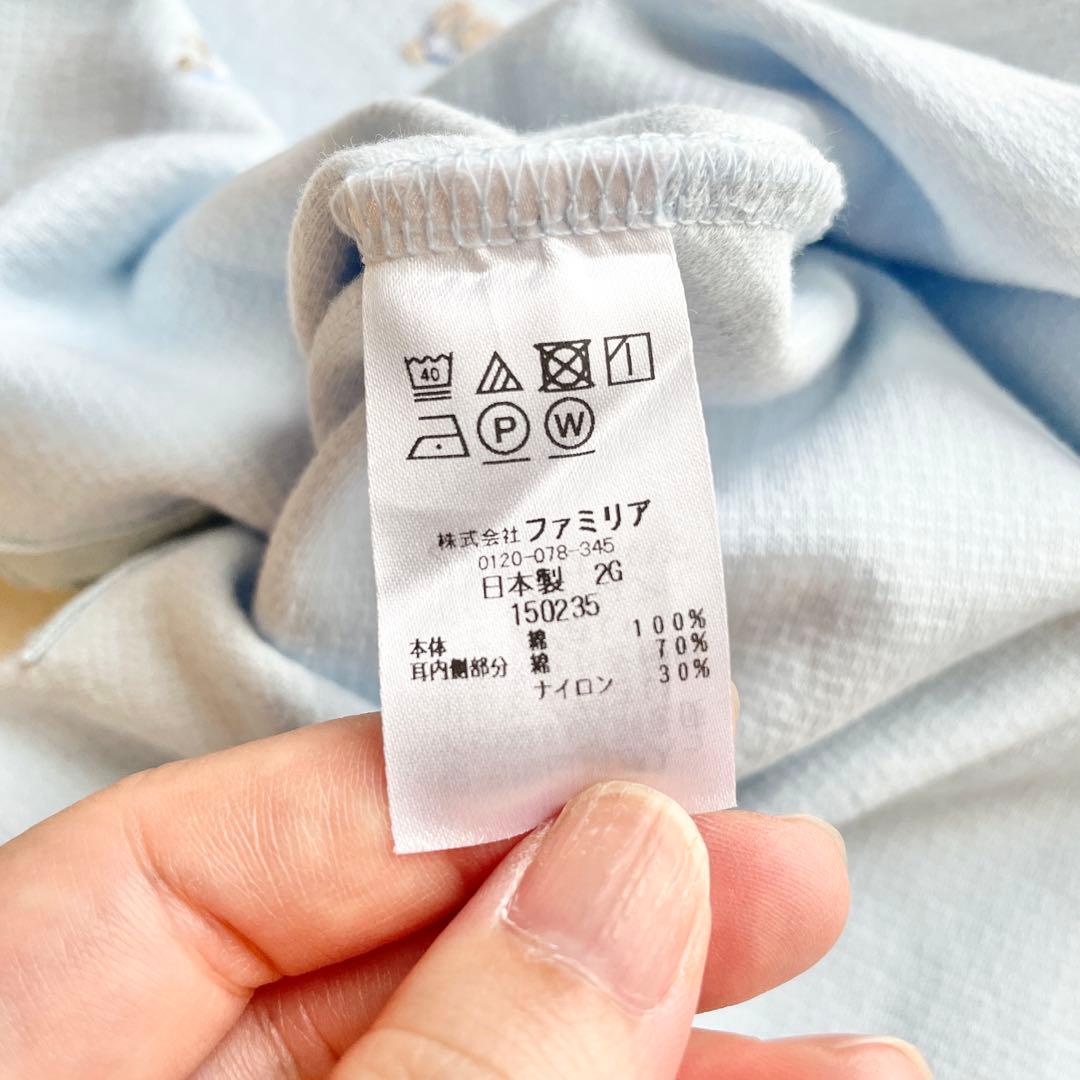 40
P W
株式会社 ファミリア
0120-078-345
日本製 2G
150235
本体 綿 100%
耳内側部分 綿 70%
ナイロン 30%